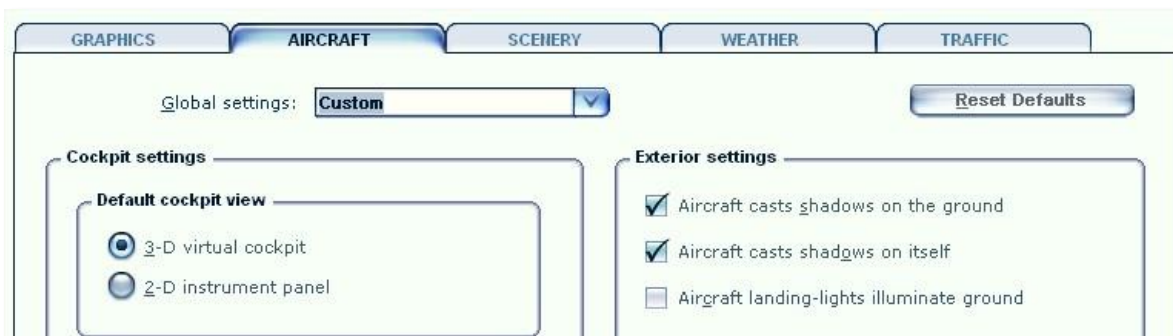 GRAPHICS AIRCRAFT SCENERY WEATHER TRAFFIC
Global settings: Custom Reset Defaults
Cockpit settings
Default cockpit view
3-D virtual cockpit
2-D instrument panel
Exterior settings
Aircraft casts shadows on the ground
Aircraft casts shadows on itself
Aircraft landing-lights illuminate ground